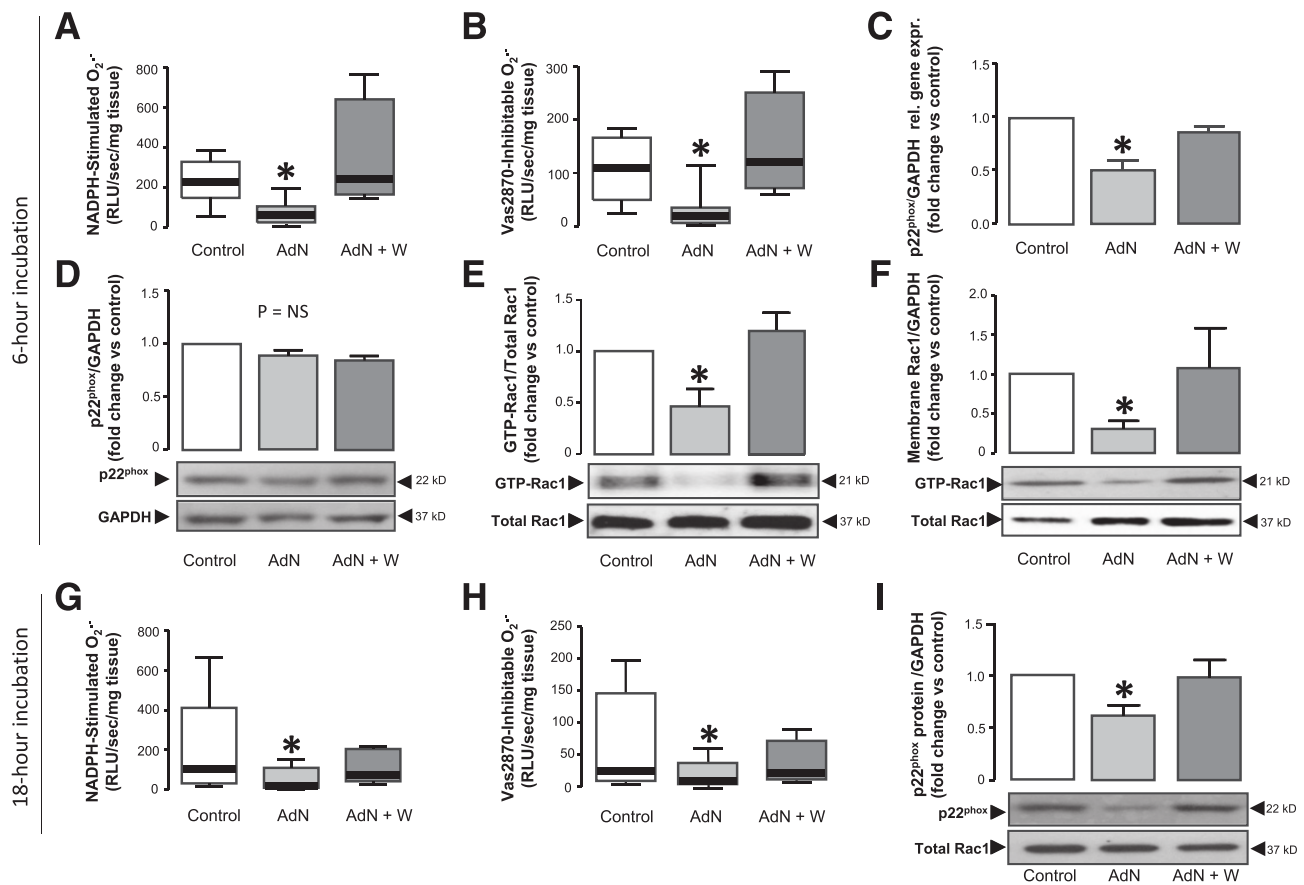 6-hour incubation
A
NADPH-Stimulated O2.-
(RLU/sec/mg tissue)
800
600
400
200
0
*
Control AdN AdN + W
B
Vas2870-Inhibitable O2.-
(RLU/sec/mg tissue)
300
200
100
0
*
Control AdN AdN + W
C
p22phox/GAPDH rel. gene expr.
(fold change vs control)
1.5
1.0
0.5
0.0
*
Control AdN AdN + W
D
p22phox/GAPDH
(fold change vs control)
1.5
1.0
0.5
0
P = NS
p22phox 22 kD
GAPDH 37 kD
Control AdN AdN + W
E
GTP-Rac1/Total Rac1
(fold change vs control)
1.5
1.0
0.5
0
*
GTP-Rac1 21 kD
Total Rac1 37 kD
Control AdN AdN + W
F
Membrane Rac1/GAPDH
(fold change vs control)
2.0
1.5
1.0
0.5
0
*
GTP-Rac1 21 kD
Total Rac1 37 kD
Control AdN AdN + W
18-hour incubation
G
NADPH-Stimulated O2.-
(RLU/sec/mg tissue)
800
600
400
200
0
*
Control AdN AdN + W
H
Vas2870-Inhibitable O2.-
(RLU/sec/mg tissue)
250
200
150
100
50
0
*
Control AdN AdN + W
I
p22phox protein /GAPDH
(fold change vs control)
1.5
1.0
0.5
0
*
p22phox 22 kD
Total Rac1 37 kD
Control AdN AdN + W